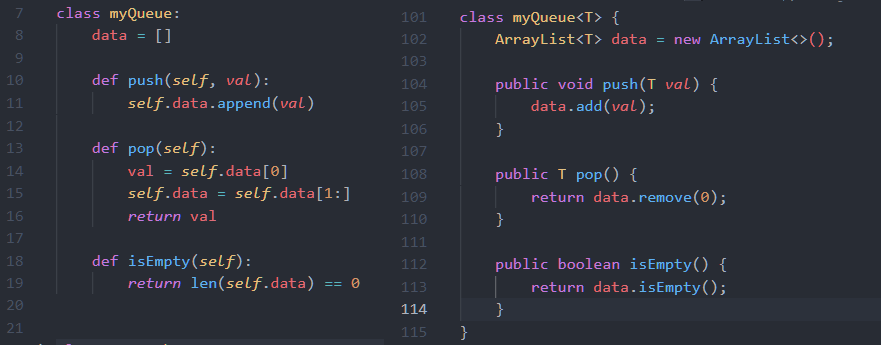 7 class myQueue:
8     data = []
9
10     def push(self, val):
11         self.data.append(val)
12
13     def pop(self):
14         val = self.data[0]
15         self.data = self.data[1:]
16         return val
17
18     def isEmpty(self):
19         return len(self.data) == 0
20
21
101 class myQueue<T> {
102     ArrayList<T> data = new ArrayList<>();
103
104     public void push(T val) {
105         data.add(val);
106     }
107
108     public T pop() {
109         return data.remove(0);
110     }
111
112     public boolean isEmpty() {
113         return data.isEmpty();
114     }
115 }